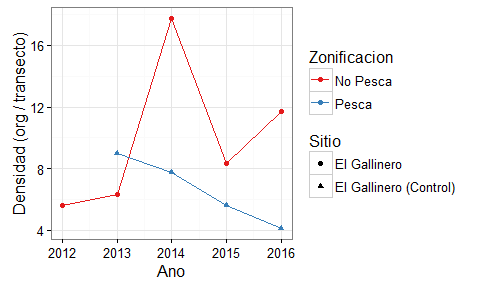 Densidad (org / transecto)
16
12
8
4
2012 2013 2014 2015 2016
Ano
Zonificacion
No Pesca
Pesca
Sitio
El Gallinero
El Gallinero (Control)